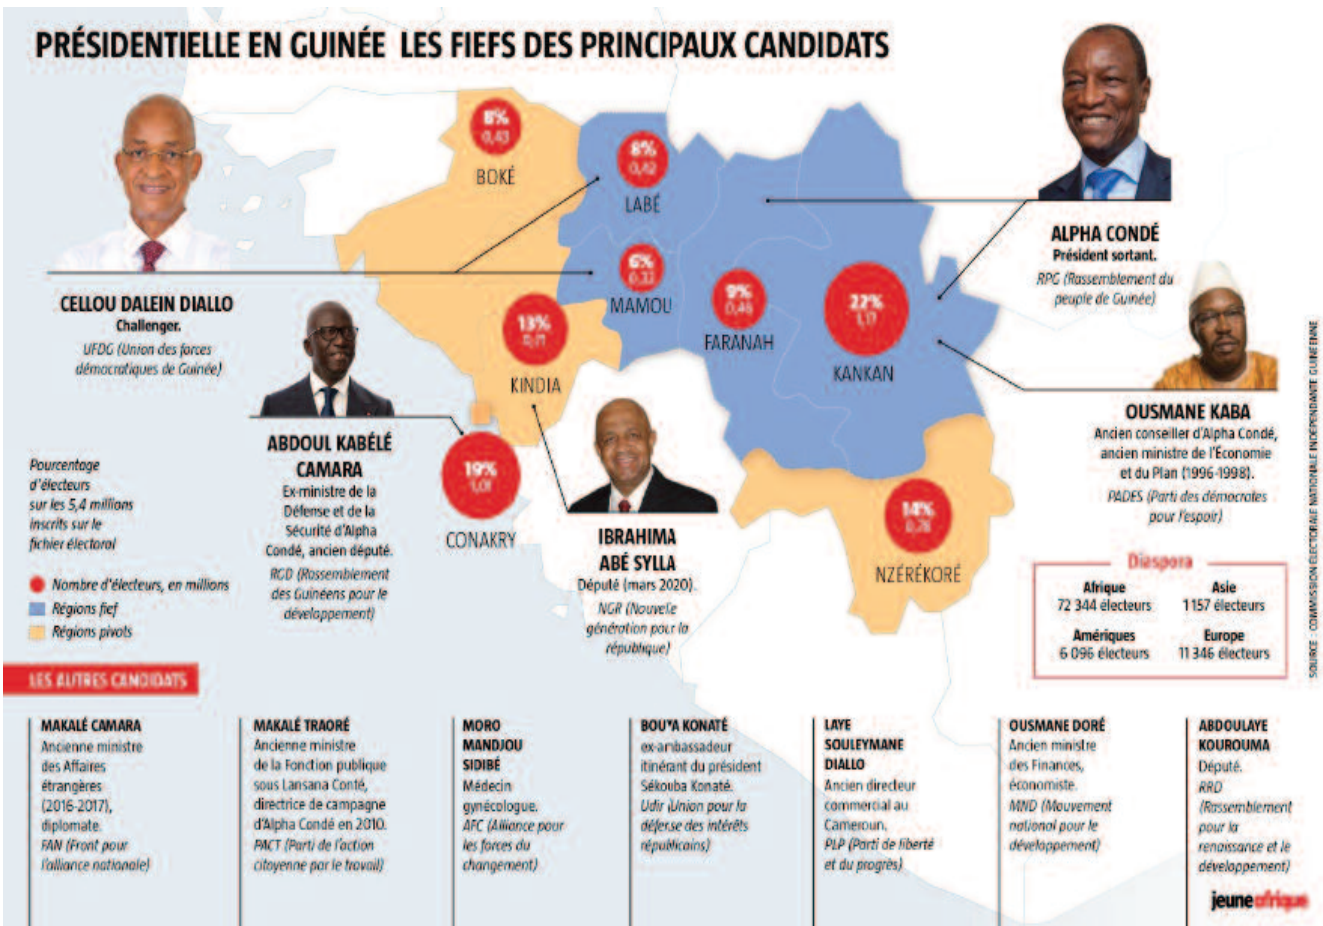 PRÉSIDENTIELLE EN GUINÉE LES FIEFS DES PRINCIPAUX CANDIDATS
CELLOU DALEIN DIALLO
Challenger.
UFDG (Union des forces
démocratiques de Guinée)
ABDOUL KABÉLÉ
CAMARA
Ex-ministre de la
Défense et de la
Sécurité d'Alpha
Condé, ancien député.
RGD (Rassemblement
des Guinéens pour le
développement)
IBRAHIMA
ABÉ SYLLA
Député (mars 2020).
NGR (Nouvelle
génération pour la
république)
ALPHA CONDÉ
Président sortant.
RPG (Rassemblement du
peuple de Guinée)
OUSMANE KABA
Ancien conseiller d'Alpha Condé,
ancien ministre de l'Économie
et du Plan (1996-1998).
PADES (Parti des démocrates
pour l'espoir)
8%
0,43
BOKÉ
8%
0,42
LABÉ
6%
0,32
MAMOU
9%
0,46
FARANAH
22%
1,17
KANKAN
13%
0,71
KINDIA
19%
1,01
CONAKRY
14%
0,76
NZÉRÉKORÉ
Pourcentage
d'électeurs
sur les 5,4 millions
inscrits sur le
fichier électoral
Nombre d'électeurs, en millions
Régions fief
Régions pivots
Diaspora
Afrique
72 344 électeurs
Asie
1157 électeurs
Amériques
6 096 électeurs
Europe
11 346 électeurs
SOURCE : COMMISSION ÉLECTORALE NATIONALE INDÉPENDANTE GUINÉENNE
LES AUTRES CANDIDATS
MAKALÉ CAMARA
Ancienne ministre
des Affaires
étrangères
(2016-2017),
diplomate.
FAN (Front pour
l'alliance nationale)
MAKALÉ TRAORÉ
Ancienne ministre
de la Fonction publique
sous Lansana Conté,
directrice de campagne
d'Alpha Condé en 2010.
PACT (Parti de l'action
citoyenne par le travail)
MORO
MANDJOU
SIDIBÉ
Médecin
gynécologue.
AFC (Alliance pour
les forces du
changement)
BOUYA KONATÉ
ex-ambassadeur
itinérant du président
Sékouba Konaté.
Udir (Union pour la
défense des intérêts
républicains)
LAYE
SOULEYMANE
DIALLO
Ancien directeur
commercial au
Cameroun.
PLP (Parti de liberté
et du progrès)
OUSMANE DORÉ
Ancien ministre
des Finances,
économiste.
MND (Mouvement
national pour le
développement)
ABDOULAYE
KOUROUMA
Député.
RRD
(Rassemblement
pour la
renaissance et le
développement)
jeuneafrique